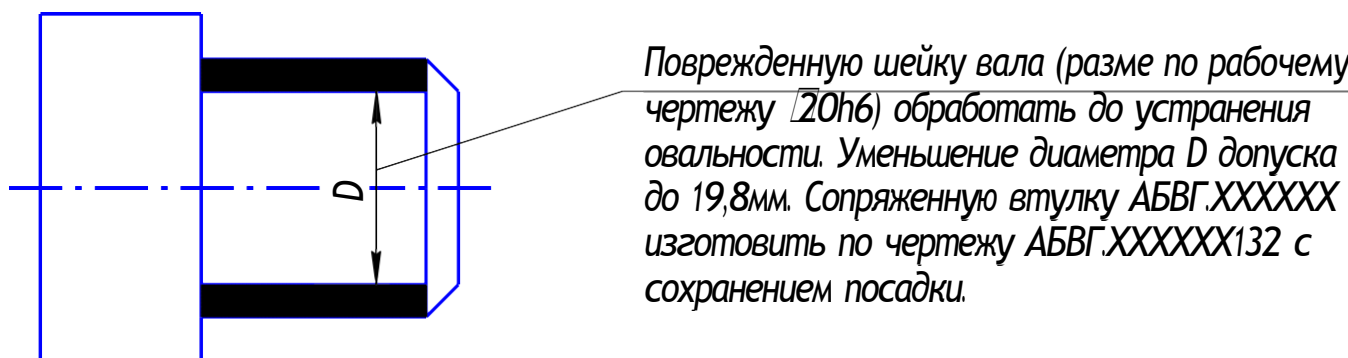 Поврежденную шейку вала (разме по рабочему
чертежу 20h6) обработать до устранения
овальности. Уменьшение диаметра D допуска
до 19,8мм. Сопряженную втулку АБВГ.XXXXXX
изготовить по чертежу АБВГ.XXXXXX132 с
сохранением посадки.
D